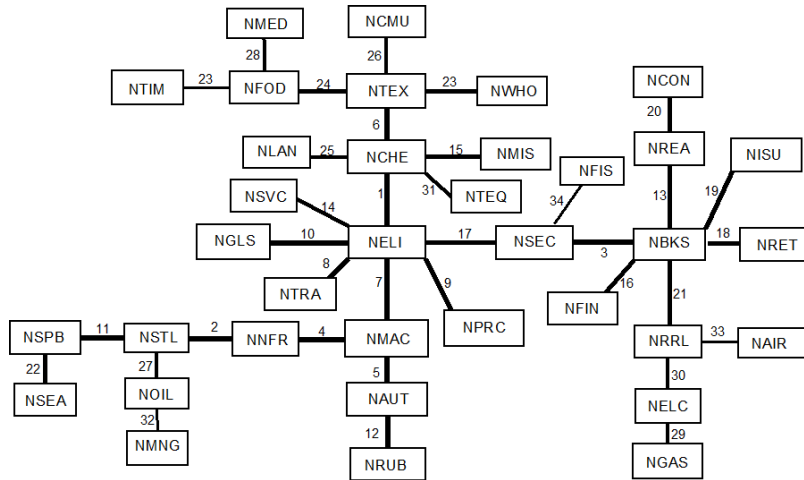 NMED NCMU
28 26
NTIM 23 NFOD 24 NTEX 23 NWHO NCON
6 20
NLAN 25 NCHE 15 NMIS NREA NISU
NFIS
NSVC 14 1 31 NTEQ 34 13 19
NGLS 10 NELI 17 NSEC 3 NBKS 18 NRET
8 7 9 16 21
NTRA NPRC NFIN
NSPB 11 NSTL 2 NNFR 4 NMAC NRRL 33 NAIR
22 27 5 30
NSEA NOIL NAUT NELC
32 12 29
NMNG NRUB NGAS